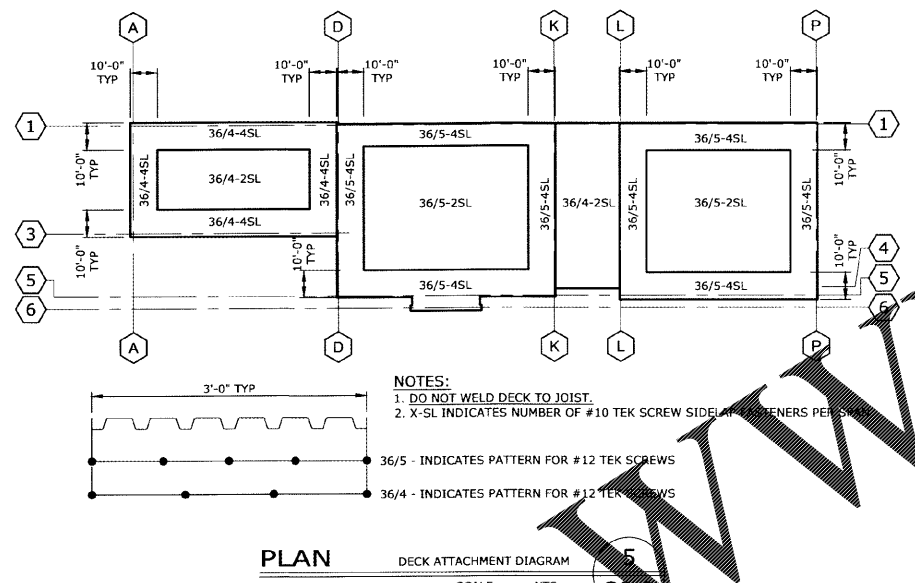 A D K L P
10'-0" TYP 10'-0" TYP 10'-0" TYP 10'-0" TYP 10'-0" TYP 10'-0" TYP
1 36/4-4SL 36/5-4SL 36/5-4SL 1
10'-0" TYP 36/4-4SL 36/4-2SL 36/4-4SL 36/5-4SL 36/5-2SL 36/5-4SL 36/4-2SL 36/5-4SL 36/5-2SL 36/5-4SL 10'-0" TYP
36/4-4SL
3
10'-0" TYP 10'-0" TYP 10'-0" TYP 4
5 36/5-4SL 36/5-4SL 5
6 6
A D K L P
3'-0" TYP
NOTES:
1. DO NOT WELD DECK TO JOIST.
2. X-SL INDICATES NUMBER OF #10 TEK SCREW SIDELAP FASTENERS PER SPAN
36/5 - INDICATES PATTERN FOR #12 TEK SCREWS
36/4 - INDICATES PATTERN FOR #12 TEK SCREWS
PLAN DECK ATTACHMENT DIAGRAM 5
WWW